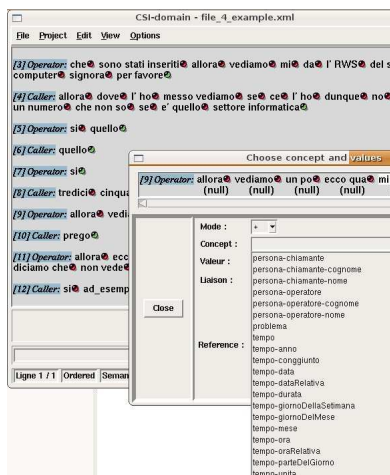 CSI-domain - file_4_example.xml
File Project Edit View Options
[3] Operator: che sono stati inseriti allora vediamo mi da l' RWS del s
computer signora per favore
[4] Caller: allora dove l' ho messo vediamo se ce l' ho dunque no
un numero che non so se e' quello settore informatica
[5] Operator: si quello
[6] Caller: quello
[7] Operator: si
[8] Caller: tredici cinqua
[9] Operator: allora vedi
[10] Caller: prego
[11] Operator: allora ecc
diciamo che non vede
[12] Caller: si ad_esemp
Ligne 1 / 1 Ordered Seman
Choose concept and values
[9] Operator: allora vediamo un po ecco qua mi
(null) (null) (null) (null)
Mode : +
Concept :
Valeur :
Liaison :
Reference :
Close
persona-chiamante
persona-chiamante-cognome
persona-chiamante-nome
persona-operatore
persona-operatore-cognome
persona-operatore-nome
problema
tempo
tempo-anno
tempo-conggiunto
tempo-data
tempo-dataRelativa
tempo-durata
tempo-giornoDellaSetimana
tempo-giornoDelMese
tempo-mese
tempo-ora
tempo-oraRelativa
tempo-parteDelGiorno
tempo-unita